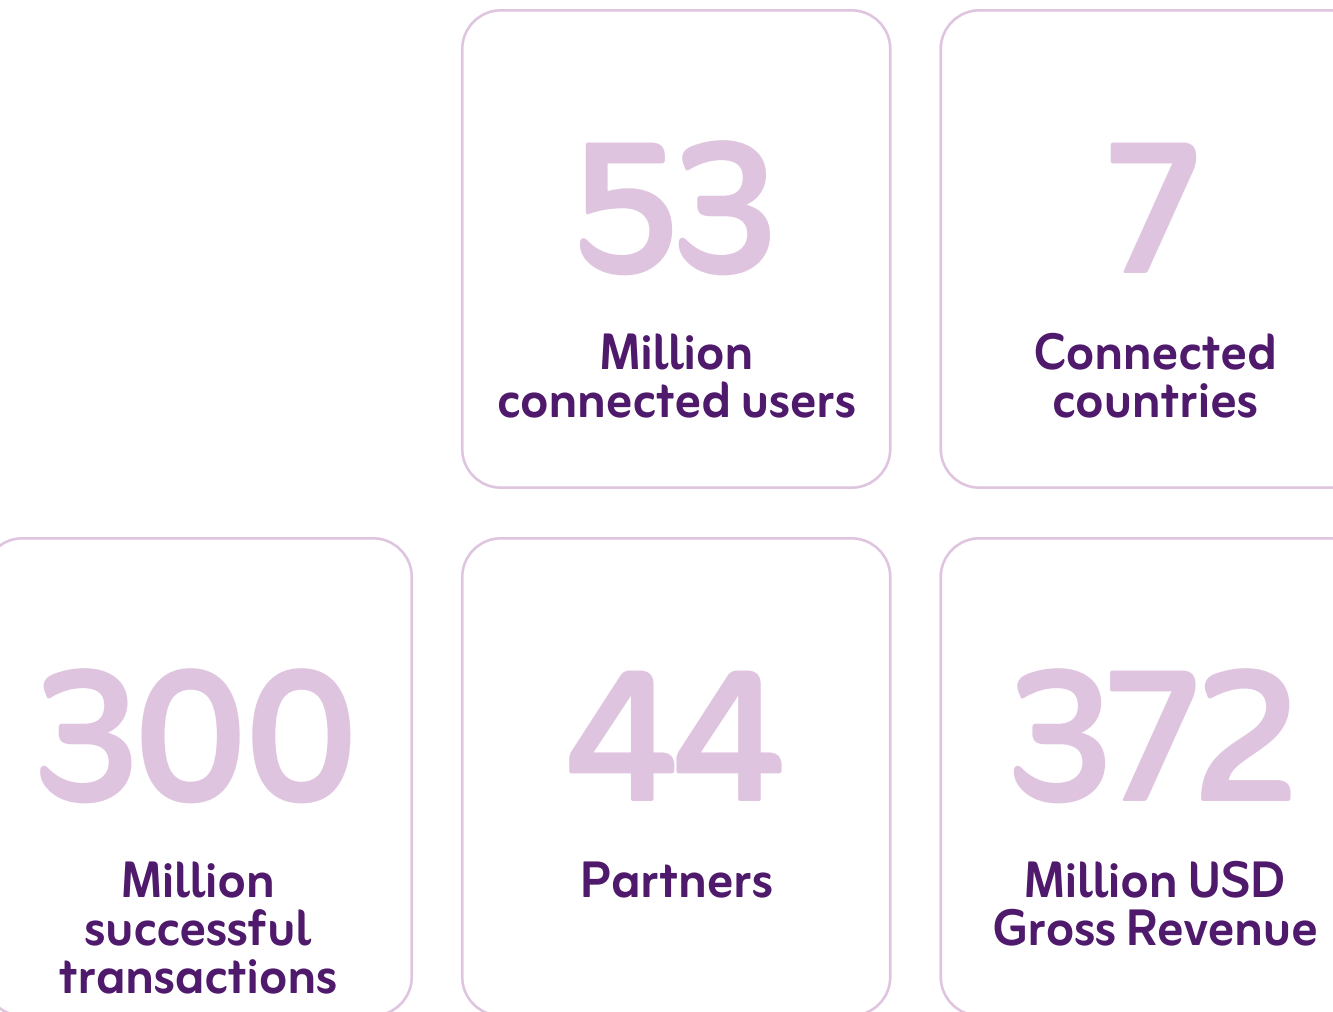 53
Million
connected users
7
Connected
countries
300
Million
successful
transactions
44
Partners
372
Million USD
Gross Revenue